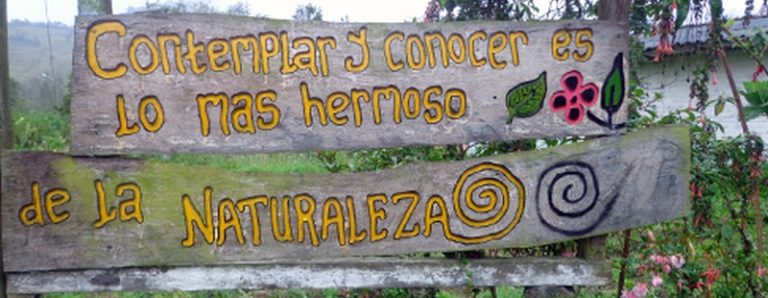 Contemplar y conocer es
lo mas hermoso
de la NATURALEZA